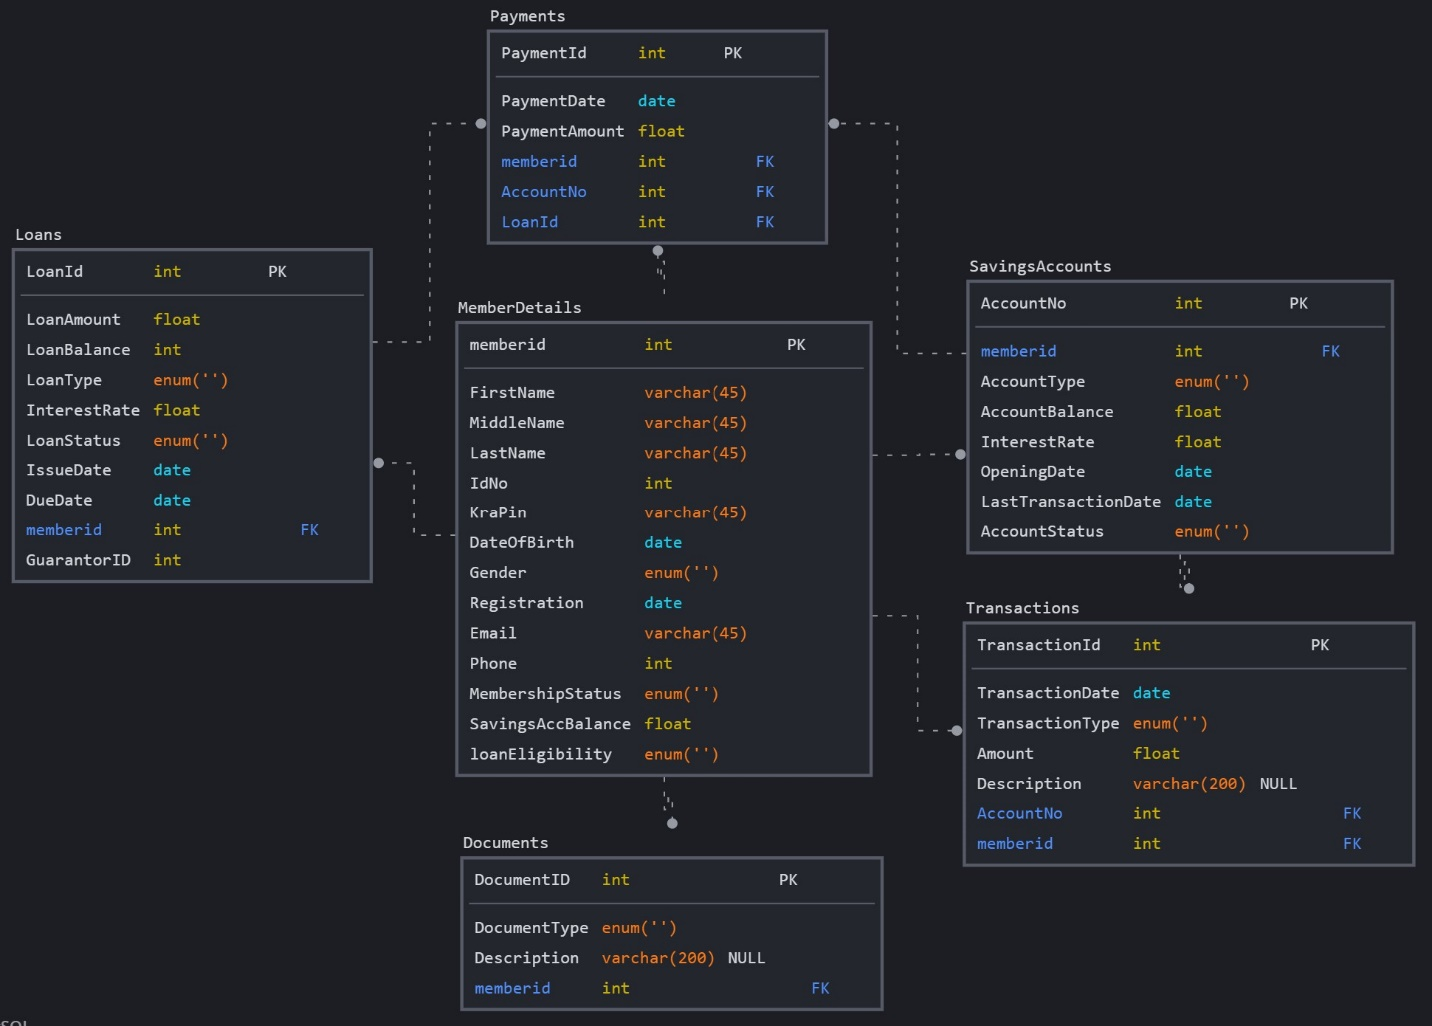 Payments
PaymentId int PK
PaymentDate date
PaymentAmount float
memberid int FK
AccountNo int FK
LoanId int FK
Loans
LoanId int PK
LoanAmount float
LoanBalance int
LoanType enum('')
InterestRate float
LoanStatus enum('')
IssueDate date
DueDate date
memberid int FK
GuarantorID int
MemberDetails
memberid int PK
FirstName varchar(45)
MiddleName varchar(45)
LastName varchar(45)
IdNo int
KraPin varchar(45)
DateOfBirth date
Gender enum('')
Registration date
Email varchar(45)
Phone int
MembershipStatus enum('')
SavingsAccBalance float
loanEligibility enum('')
SavingsAccounts
AccountNo int PK
memberid int FK
AccountType enum('')
AccountBalance float
InterestRate float
OpeningDate date
LastTransactionDate date
AccountStatus enum('')
Transactions
TransactionId int PK
TransactionDate date
TransactionType enum('')
Amount float
Description varchar(200) NULL
AccountNo int FK
memberid int FK
Documents
DocumentID int PK
DocumentType enum('')
Description varchar(200) NULL
memberid int FK